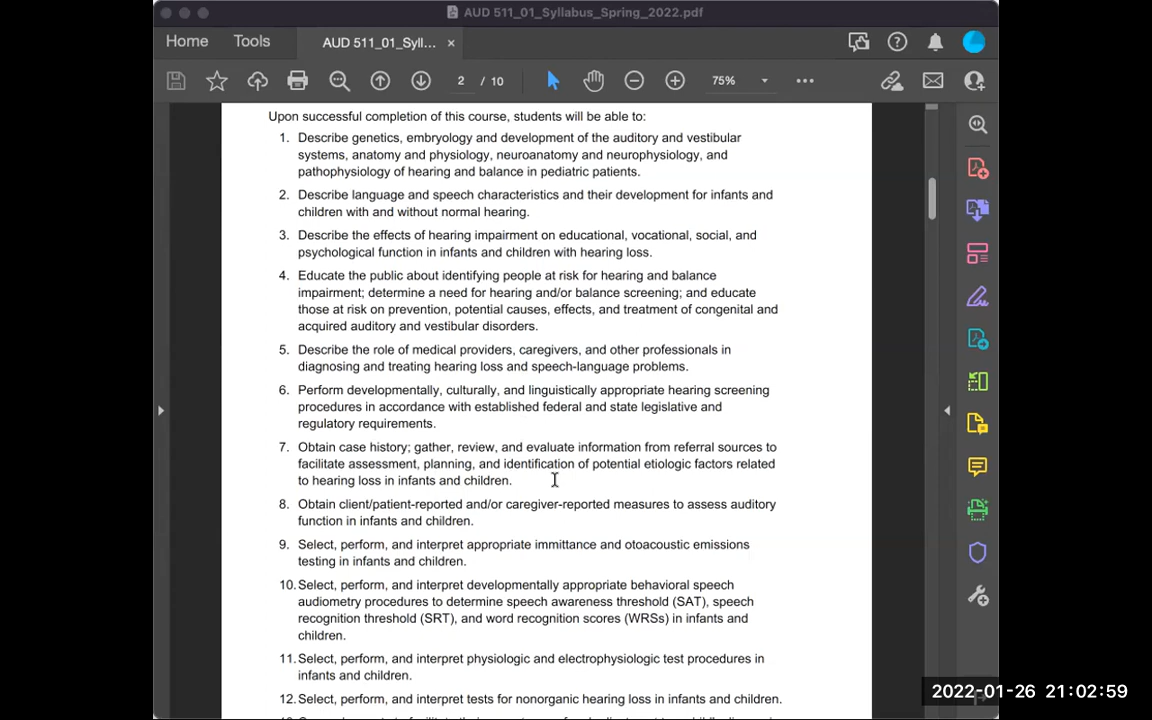 AUD 511_01_Syllabus_Spring_2022.pdf
Home Tools AUD 511_01_Syll... ×
2 / 10 75%
Upon successful completion of this course, students will be able to:
1. Describe genetics, embryology and development of the auditory and vestibular
systems, anatomy and physiology, neuroanatomy and neurophysiology, and
pathophysiology of hearing and balance in pediatric patients.
2. Describe language and speech characteristics and their development for infants and
children with and without normal hearing.
3. Describe the effects of hearing impairment on educational, vocational, social, and
psychological function in infants and children with hearing loss.
4. Educate the public about identifying people at risk for hearing and balance
impairment; determine a need for hearing and/or balance screening; and educate
those at risk on prevention, potential causes, effects, and treatment of congenital and
acquired auditory and vestibular disorders.
5. Describe the role of medical providers, caregivers, and other professionals in
diagnosing and treating hearing loss and speech-language problems.
6. Perform developmentally, culturally, and linguistically appropriate hearing screening
procedures in accordance with established federal and state legislative and
regulatory requirements.
7. Obtain case history; gather, review, and evaluate information from referral sources to
facilitate assessment, planning, and identification of potential etiologic factors related
to hearing loss in infants and children.
8. Obtain client/patient-reported and/or caregiver-reported measures to assess auditory
function in infants and children.
9. Select, perform, and interpret appropriate immittance and otoacoustic emissions
testing in infants and children.
10. Select, perform, and interpret developmentally appropriate behavioral speech
audiometry procedures to determine speech awareness threshold (SAT), speech
recognition threshold (SRT), and word recognition scores (WRSs) in infants and
children.
11. Select, perform, and interpret physiologic and electrophysiologic test procedures in
infants and children.
12. Select, perform, and interpret tests for nonorganic hearing loss in infants and children.
2022-01-26 21:02:59